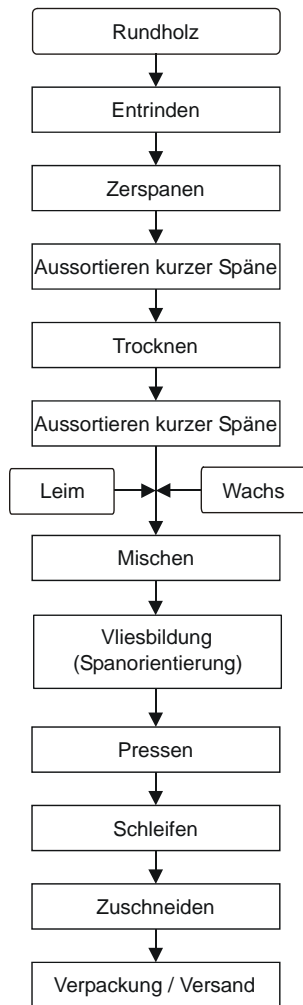 Rundholz
Entrinden
Zerspanen
Aussortieren kurzer Späne
Trocknen
Aussortieren kurzer Späne
Leim
Wachs
Mischen
Vliesbildung
(Spanorientierung)
Pressen
Schleifen
Zuschneiden
Verpackung / Versand